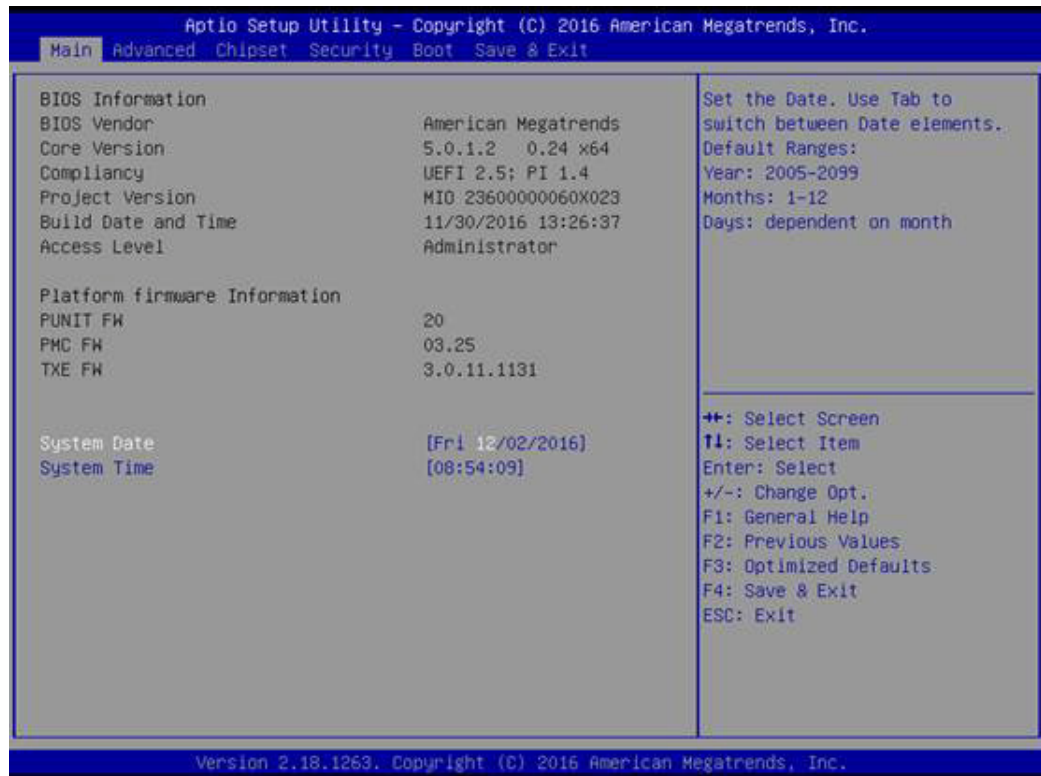 Aptio Setup Utility – Copyright (C) 2016 American Megatrends, Inc.
Main Advanced Chipset Security Boot Save & Exit
BIOS Information
BIOS Vendor American Megatrends
Core Version 5.0.1.2 0.24 x64
Compliancy UEFI 2.5; PI 1.4
Project Version MIO 23600000060X023
Build Date and Time 11/30/2016 13:26:37
Access Level Administrator
Platform firmware Information
PUNIT FW 20
PMC FW 03.25
TXE FW 3.0.11.1131
System Date [Fri 12/02/2016]
System Time [08:54:09]
Set the Date. Use Tab to
switch between Date elements.
Default Ranges:
Year: 2005-2099
Months: 1-12
Days: dependent on month
→←: Select Screen
↑↓: Select Item
Enter: Select
+/-: Change Opt.
F1: General Help
F2: Previous Values
F3: Optimized Defaults
F4: Save & Exit
ESC: Exit
Version 2.18.1263. Copyright (C) 2016 American Megatrends, Inc.